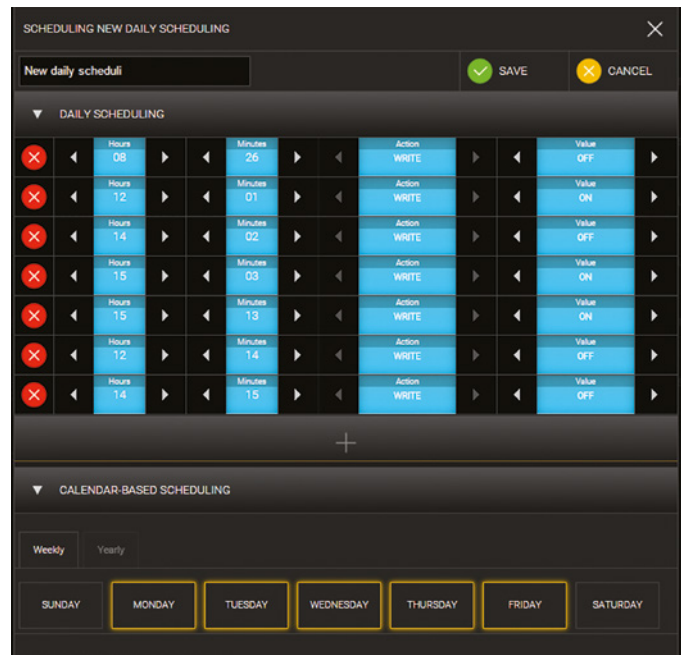 SCHEDULING NEW DAILY SCHEDULING
New daily scheduli SAVE CANCEL
DAILY SCHEDULING
Hours Minutes Action Value
08 26 WRITE OFF
Hours Minutes Action Value
12 01 WRITE ON
Hours Minutes Action Value
14 02 WRITE OFF
Hours Minutes Action Value
15 03 WRITE ON
Hours Minutes Action Value
15 13 WRITE ON
Hours Minutes Action Value
12 14 WRITE OFF
Hours Minutes Action Value
14 15 WRITE OFF
CALENDAR-BASED SCHEDULING
Weekly Yearly
SUNDAY MONDAY TUESDAY WEDNESDAY THURSDAY FRIDAY SATURDAY